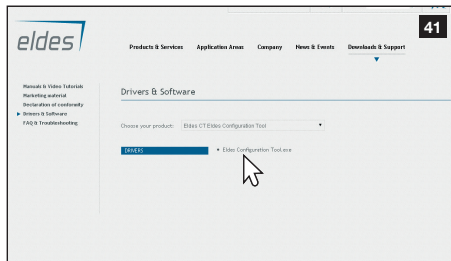 41
eldes
Products & Services Application Areas Company News & Events Downloads & Support
Manuals & Video Tutorials
Marketing material
Declaration of conformity
Drivers & Software
FAQ & Troubleshooting
Drivers & Software
Choose your product: Eldes CT Eldes Configuration Tool
DRIVERS Eldes Configuration Tool.exe